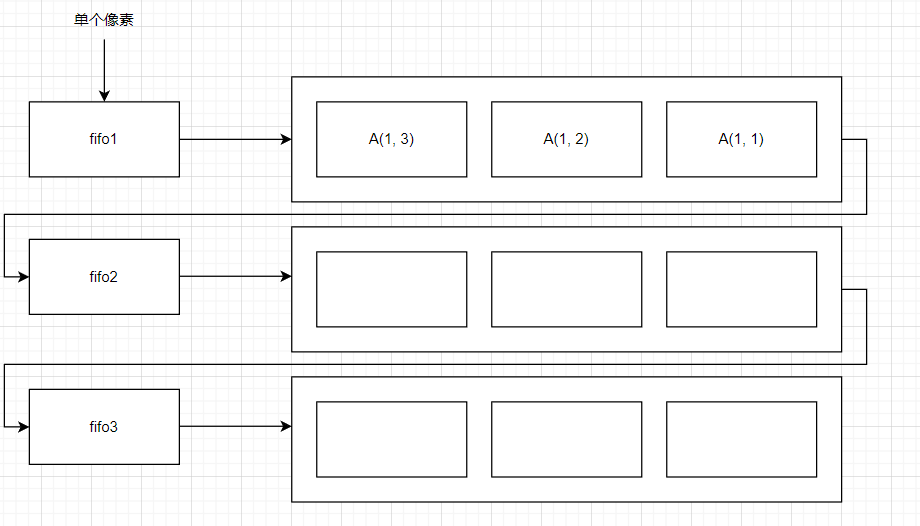 单个像素
fifo1
A(1, 3)
A(1, 2)
A(1, 1)
fifo2
fifo3